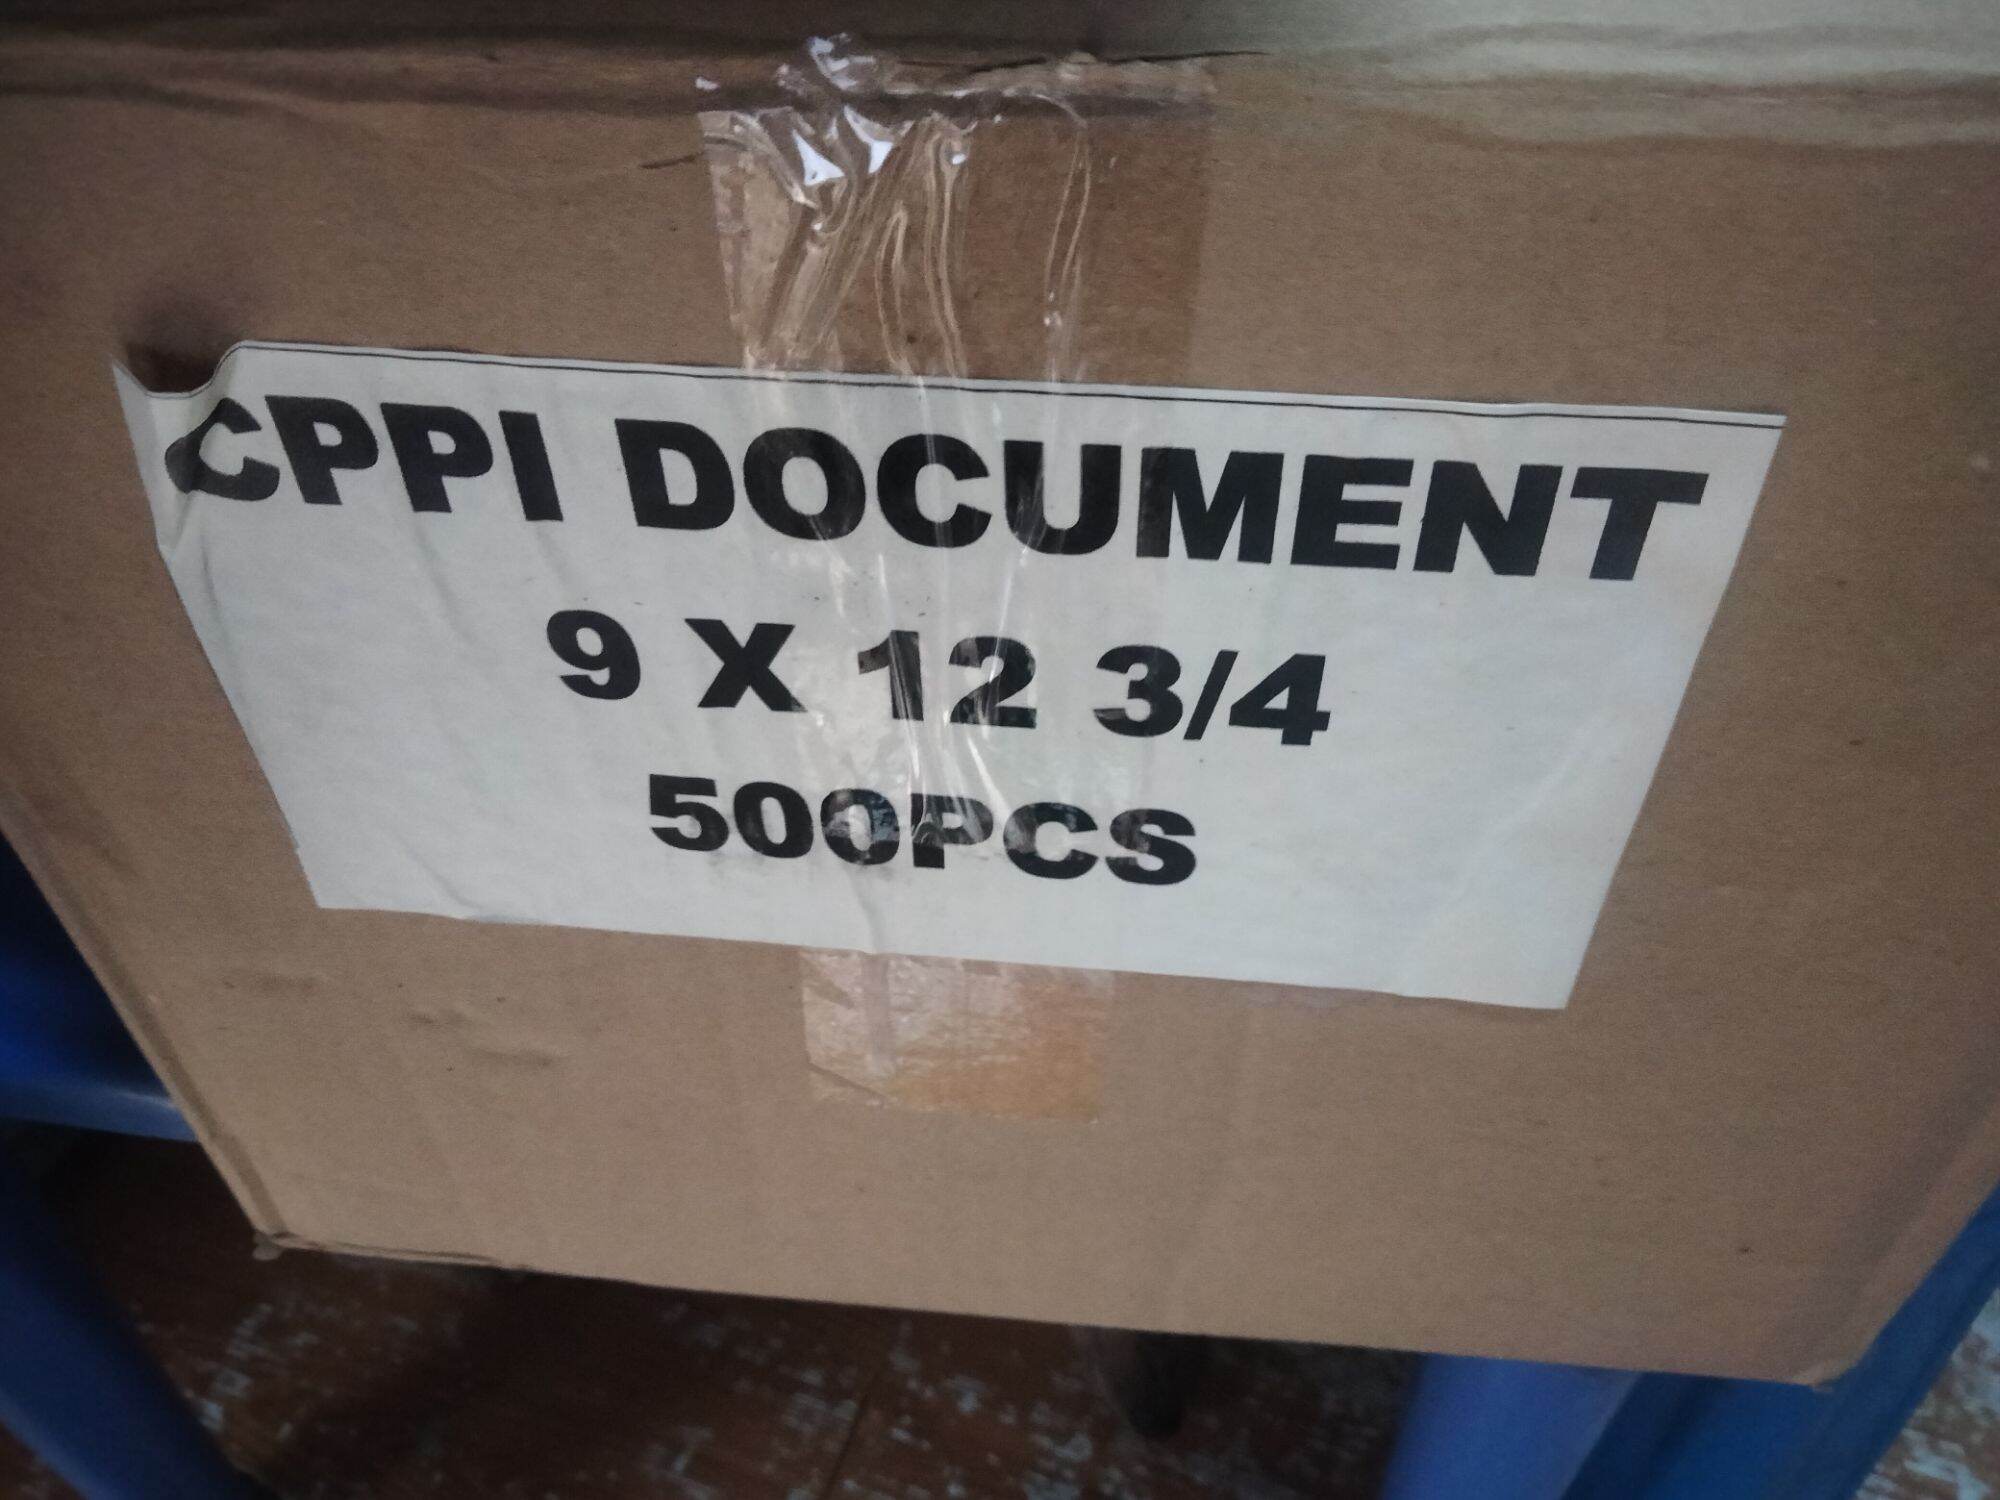 CPPI DOCUMENT
9 X 12 3/4
500PCS